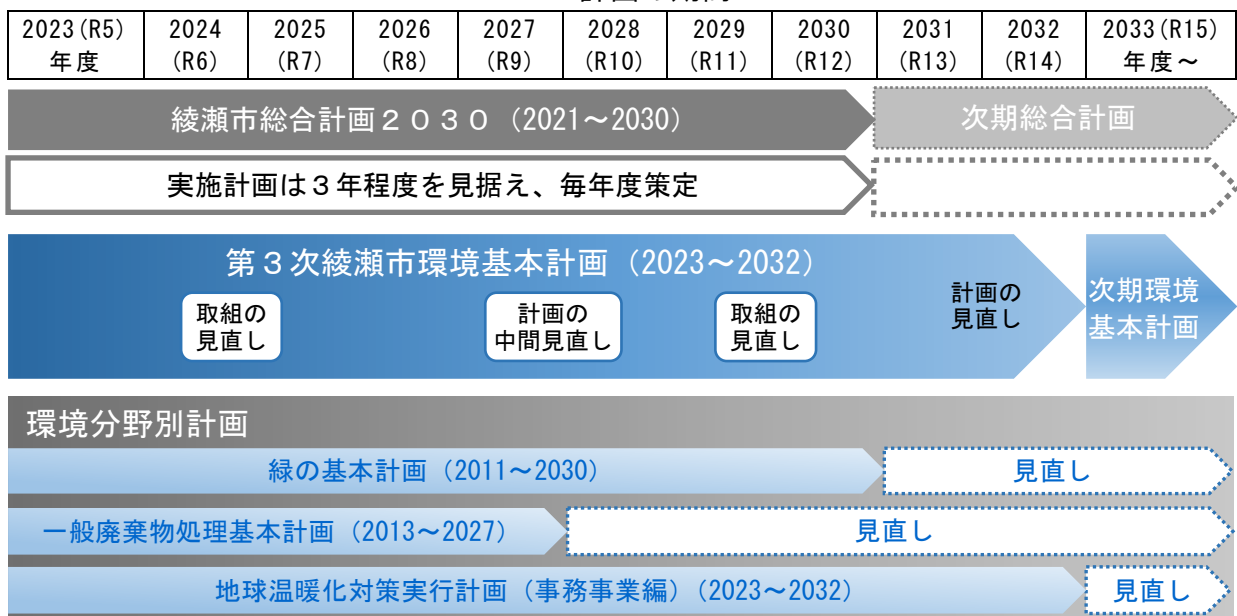 2023(R5) 2024 2025 2026 2027 2028 2029 2030 2031 2032 2033(R15)
年度 (R6) (R7) (R8) (R9) (R10) (R11) (R12) (R13) (R14) 年度~
綾瀬市総合計画2030(2021~2030) 次期総合計画
実施計画は3年程度を見据え、毎年度策定
第3次綾瀬市環境基本計画(2023~2032)
取組の
見直し
計画の
中間見直し
取組の
見直し
計画の
見直し
次期環境
基本計画
環境分野別計画
緑の基本計画(2011~2030) 見直し
一般廃棄物処理基本計画(2013~2027) 見直し
地球温暖化対策実行計画(事務事業編)(2023~2032) 見直し